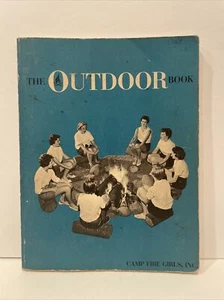 THE OUTDOOR BOOK
CAMP FIRE GIRLS, INC.